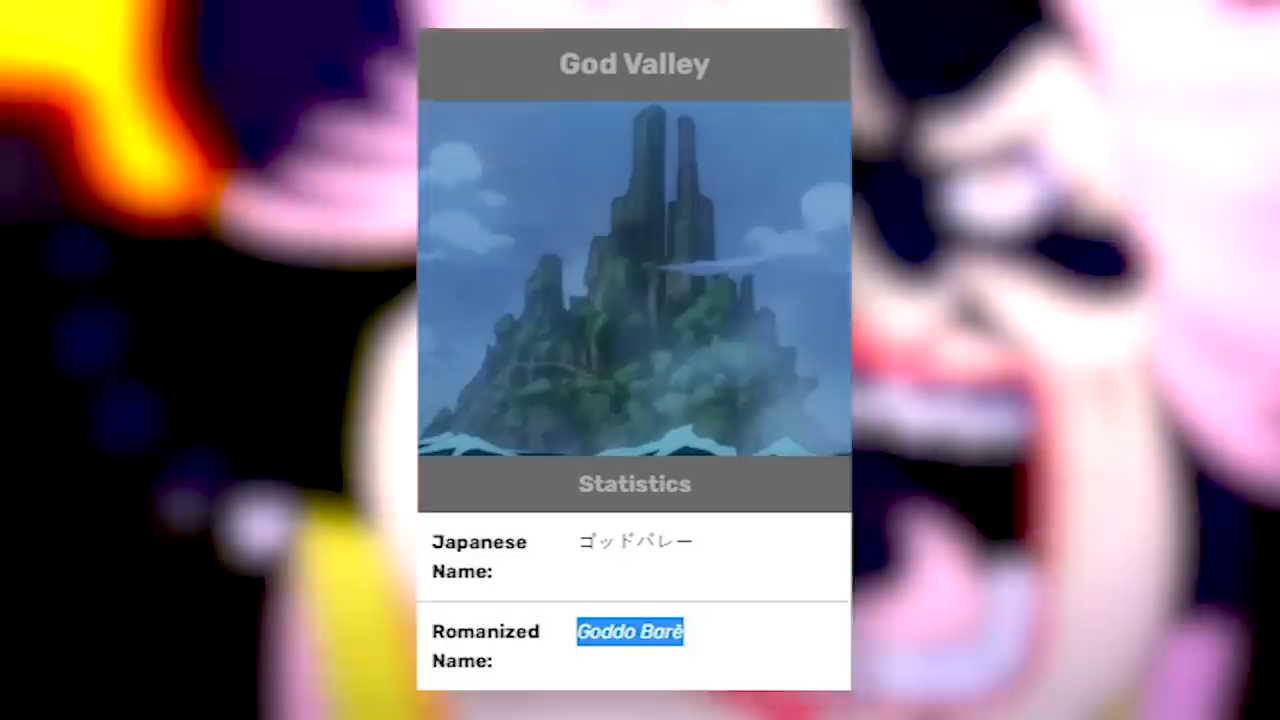 God Valley
Statistics
Japanese ゴッドバレー
Name:
Romanized Goddo Barē
Name: